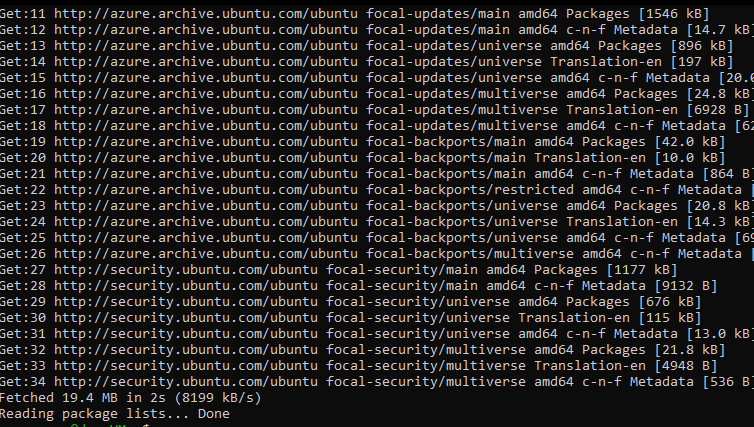 Get:11 http://azure.archive.ubuntu.com/ubuntu focal-updates/main amd64 Packages [1546 kB]
Get:12 http://azure.archive.ubuntu.com/ubuntu focal-updates/main amd64 c-n-f Metadata [14.7 kB]
Get:13 http://azure.archive.ubuntu.com/ubuntu focal-updates/universe amd64 Packages [896 kB]
Get:14 http://azure.archive.ubuntu.com/ubuntu focal-updates/universe Translation-en [197 kB]
Get:15 http://azure.archive.ubuntu.com/ubuntu focal-updates/universe amd64 c-n-f Metadata [20.0
Get:16 http://azure.archive.ubuntu.com/ubuntu focal-updates/multiverse amd64 Packages [24.8 kB]
Get:17 http://azure.archive.ubuntu.com/ubuntu focal-updates/multiverse Translation-en [6928 B]
Get:18 http://azure.archive.ubuntu.com/ubuntu focal-updates/multiverse amd64 c-n-f Metadata [62
Get:19 http://azure.archive.ubuntu.com/ubuntu focal-backports/main amd64 Packages [42.0 kB]
Get:20 http://azure.archive.ubuntu.com/ubuntu focal-backports/main Translation-en [10.0 kB]
Get:21 http://azure.archive.ubuntu.com/ubuntu focal-backports/main amd64 c-n-f Metadata [864 B]
Get:22 http://azure.archive.ubuntu.com/ubuntu focal-backports/restricted amd64 c-n-f Metadata [
Get:23 http://azure.archive.ubuntu.com/ubuntu focal-backports/universe amd64 Packages [20.8 kB]
Get:24 http://azure.archive.ubuntu.com/ubuntu focal-backports/universe Translation-en [14.3 kB]
Get:25 http://azure.archive.ubuntu.com/ubuntu focal-backports/universe amd64 c-n-f Metadata [69
Get:26 http://azure.archive.ubuntu.com/ubuntu focal-backports/multiverse amd64 c-n-f Metadata [
Get:27 http://security.ubuntu.com/ubuntu focal-security/main amd64 Packages [1177 kB]
Get:28 http://security.ubuntu.com/ubuntu focal-security/main amd64 c-n-f Metadata [9132 B]
Get:29 http://security.ubuntu.com/ubuntu focal-security/universe amd64 Packages [676 kB]
Get:30 http://security.ubuntu.com/ubuntu focal-security/universe Translation-en [115 kB]
Get:31 http://security.ubuntu.com/ubuntu focal-security/universe amd64 c-n-f Metadata [13.0 kB]
Get:32 http://security.ubuntu.com/ubuntu focal-security/multiverse amd64 Packages [21.8 kB]
Get:33 http://security.ubuntu.com/ubuntu focal-security/multiverse Translation-en [4948 B]
Get:34 http://security.ubuntu.com/ubuntu focal-security/multiverse amd64 c-n-f Metadata [536 B]
Fetched 19.4 MB in 2s (8199 kB/s)
Reading package lists... Done